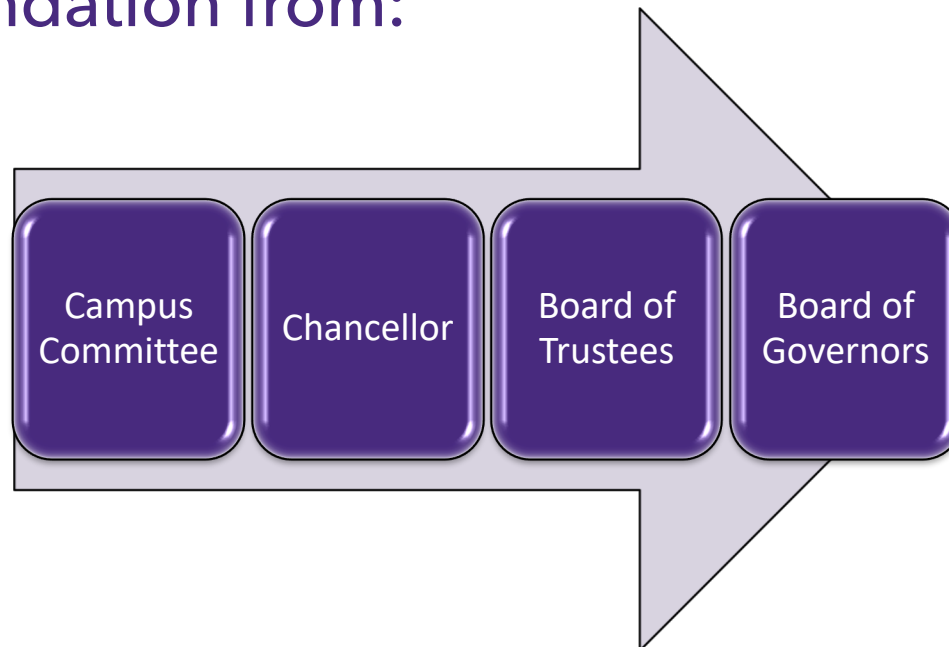 ndation from:
Campus
Committee
Chancellor
Board of
Trustees
Board of
Governors